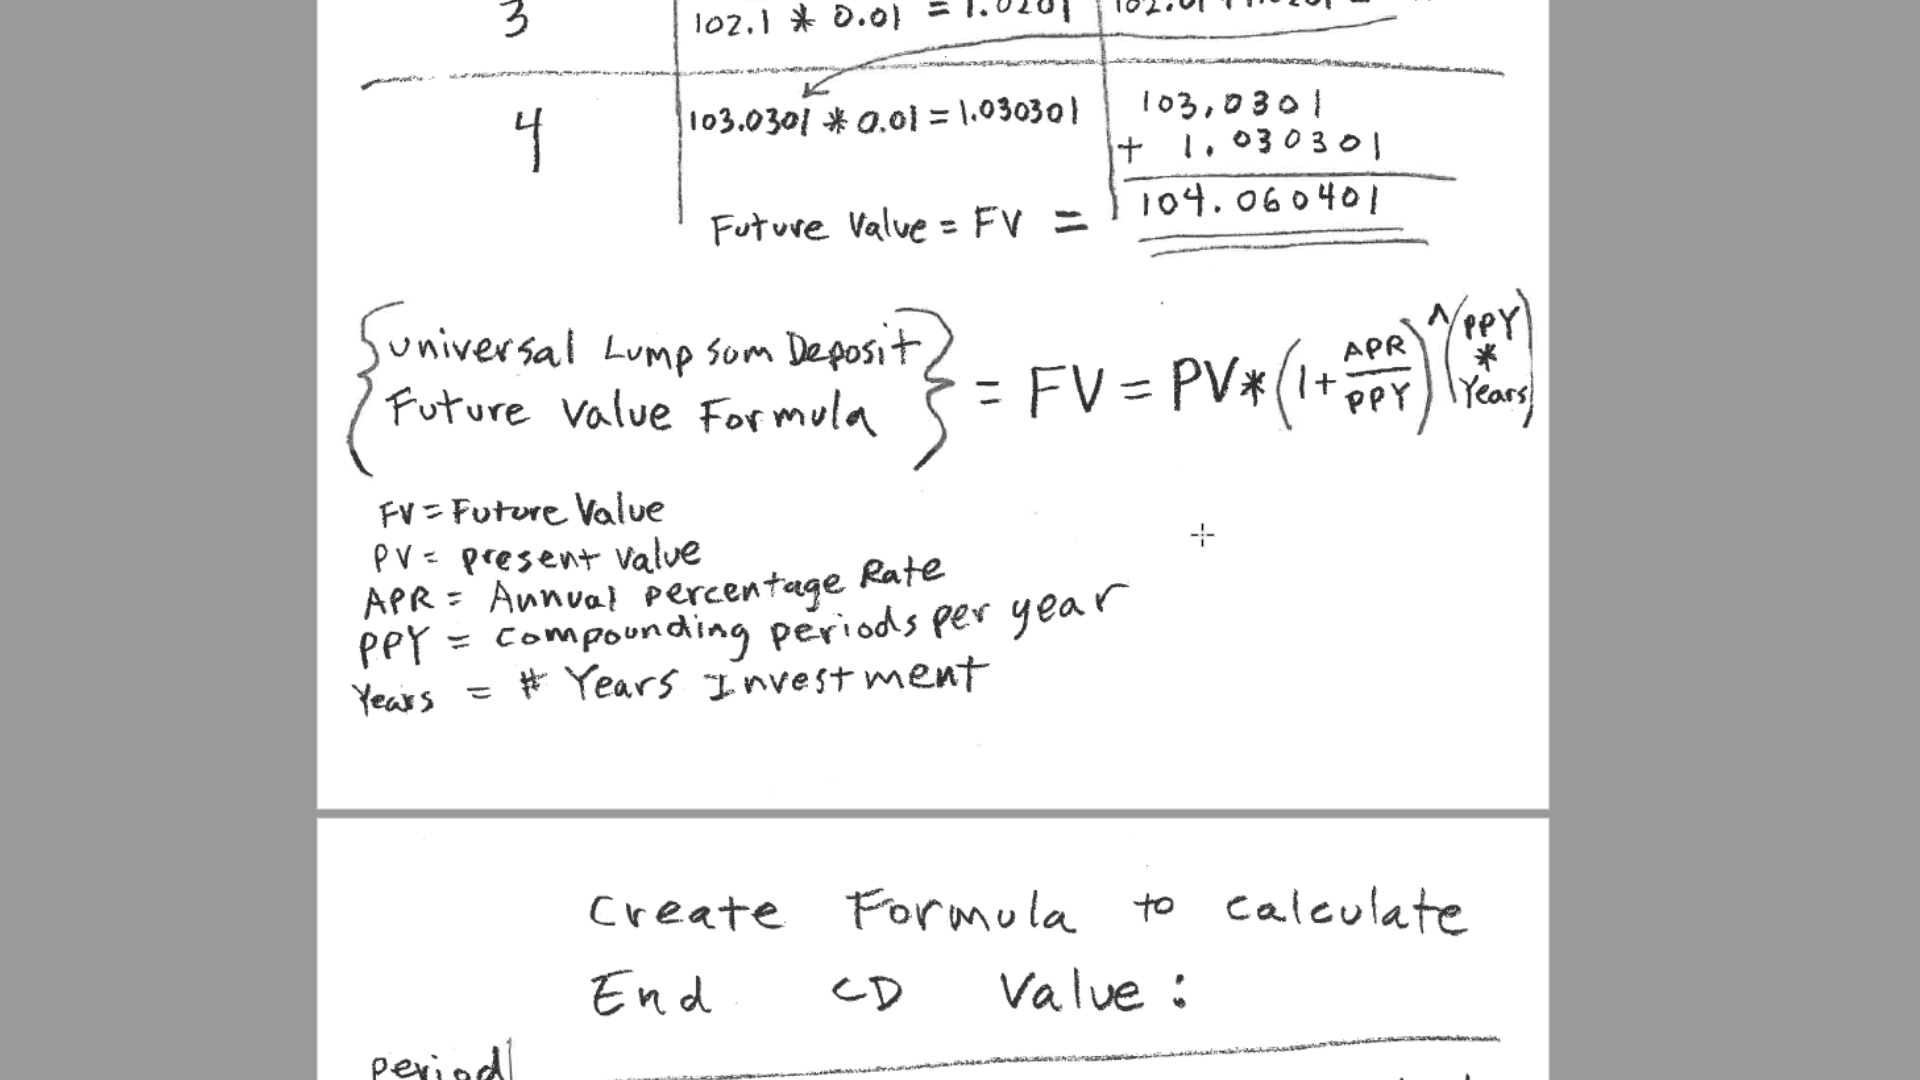 3
102.1 * 0.01 = 1.0201
4
103.0301 * 0.01 = 1.030301
103,0301
+ 1.030301
104.060401
Future Value = FV =
{Universal Lump sum Deposit
Future Value Formula} = FV = PV*(1+APR/PPY)^(PPY * Years)
FV = Future Value
PV = present value
APR = Annual percentage Rate
PPY = compounding periods per year
Years = # Years Investment
Create Formula to calculate
End CD Value:
period